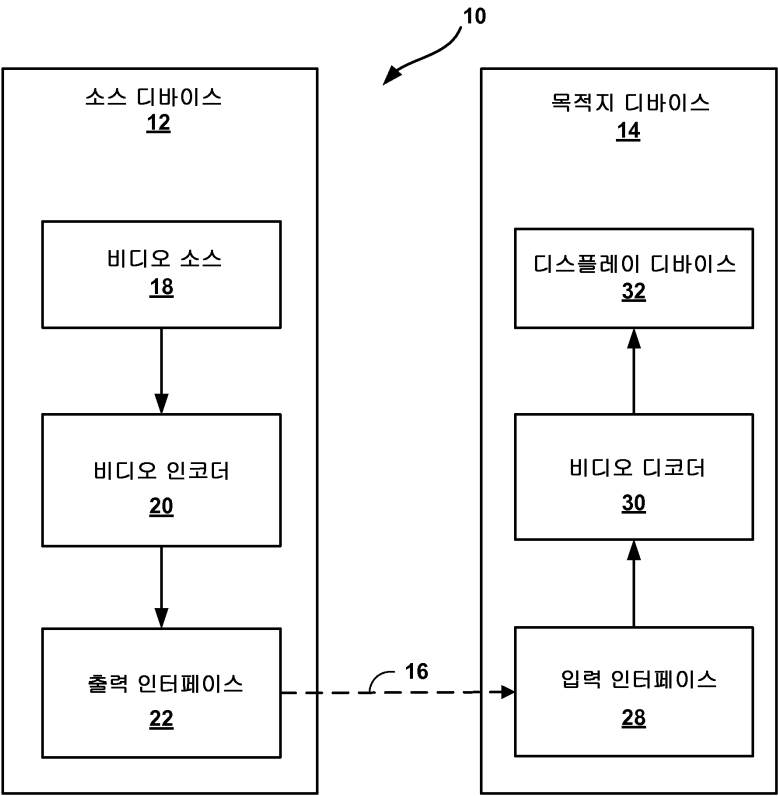 10
소스 디바이스
12
비디오 소스
18
비디오 인코더
20
출력 인터페이스
22
16
목적지 디바이스
14
디스플레이 디바이스
32
비디오 디코더
30
입력 인터페이스
28